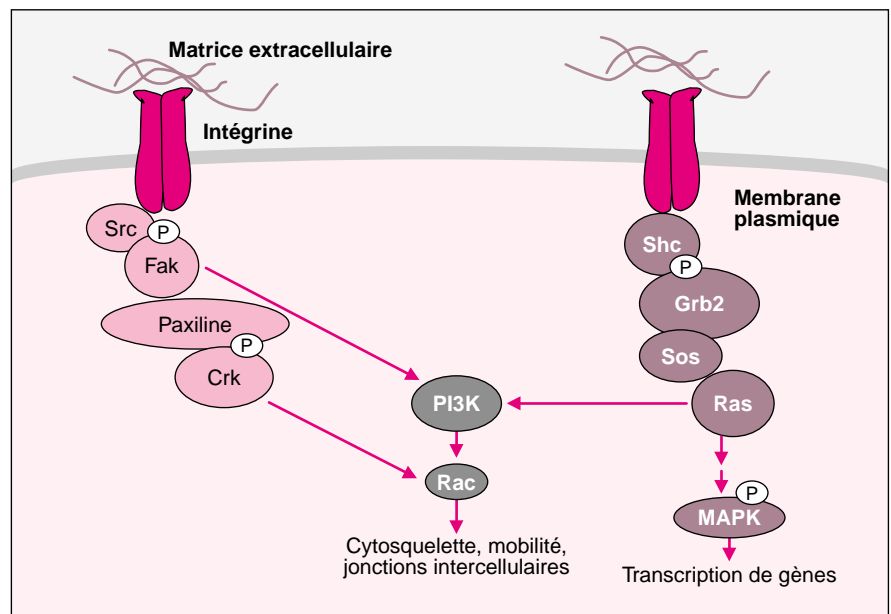 Matrice extracellulaire
Intégrine
Membrane
plasmique
Src
P
Fak
Paxiline
P
Crk
Shc
P
Grb2
Sos
Ras
PI3K
Rac
P
MAPK
Cytosquelette, mobilité,
jonctions intercellulaires
Transcription de gènes